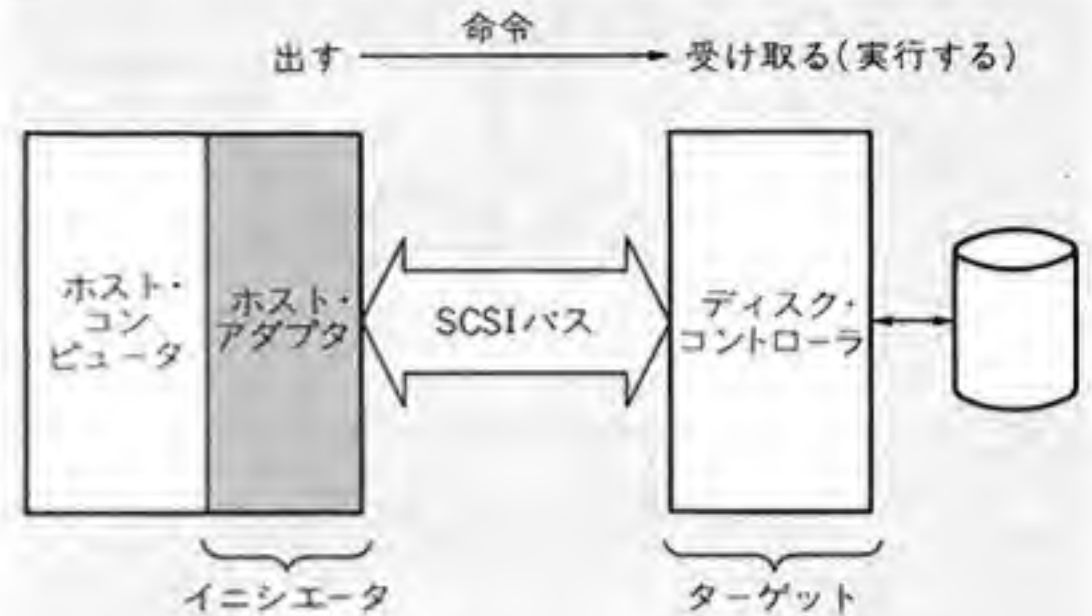 命令
出す
受け取る(実行する)
ホスト・
コン
ピュータ
ホスト・
アダプタ
SCSIバス
ディスク・
コントローラ
イニシエータ
ターゲット